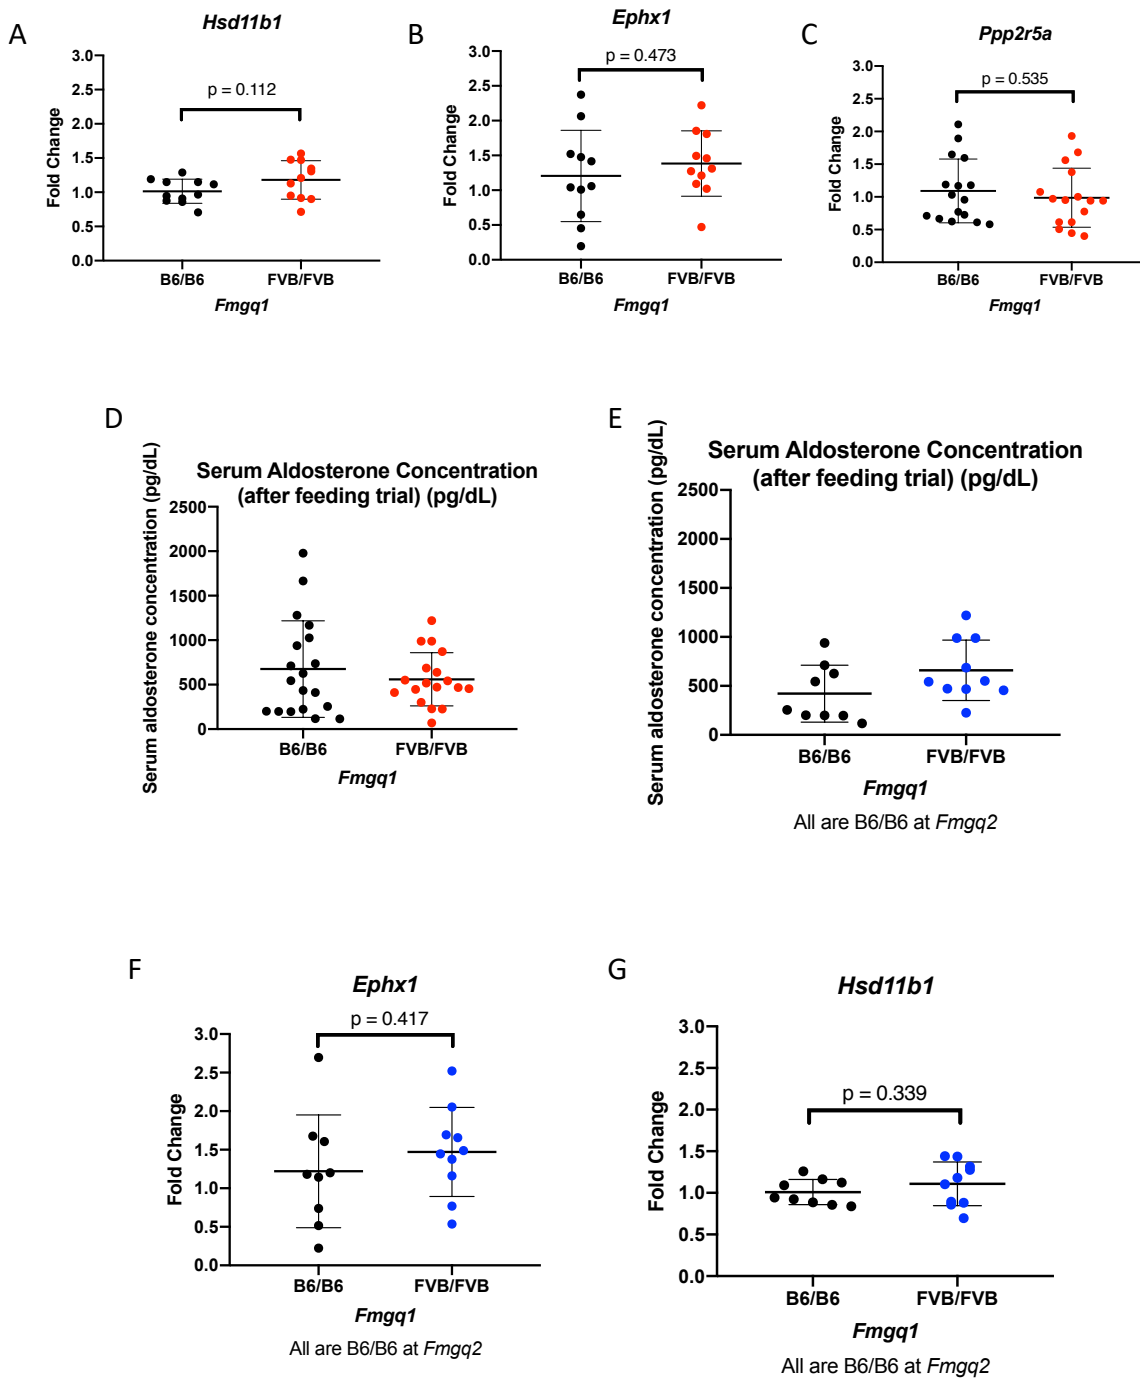 A
Hsd11b1
p = 0.112
Fold Change
3.0
2.5
2.0
1.5
1.0
0.5
0.0
B6/B6
FVB/FVB
Fmgq1
B
Ephx1
p = 0.473
Fold Change
3.0
2.5
2.0
1.5
1.0
0.5
0.0
B6/B6
FVB/FVB
Fmgq1
C
Ppp2r5a
p = 0.535
Fold Change
3.0
2.5
2.0
1.5
1.0
0.5
0.0
B6/B6
FVB/FVB
Fmgq1
D
Serum Aldosterone Concentration
(after feeding trial) (pg/dL)
Serum aldosterone concentration (pg/dL)
2500
2000
1500
1000
500
0
B6/B6
FVB/FVB
Fmgq1
E
Serum Aldosterone Concentration
(after feeding trial) (pg/dL)
Serum aldosterone concentration (pg/dL)
2500
2000
1500
1000
500
0
B6/B6
FVB/FVB
Fmgq1
All are B6/B6 at Fmgq2
F
Ephx1
p = 0.417
Fold Change
3.0
2.5
2.0
1.5
1.0
0.5
0.0
B6/B6
FVB/FVB
Fmgq1
All are B6/B6 at Fmgq2
G
Hsd11b1
p = 0.339
Fold Change
3.0
2.5
2.0
1.5
1.0
0.5
0.0
B6/B6
FVB/FVB
Fmgq1
All are B6/B6 at Fmgq2